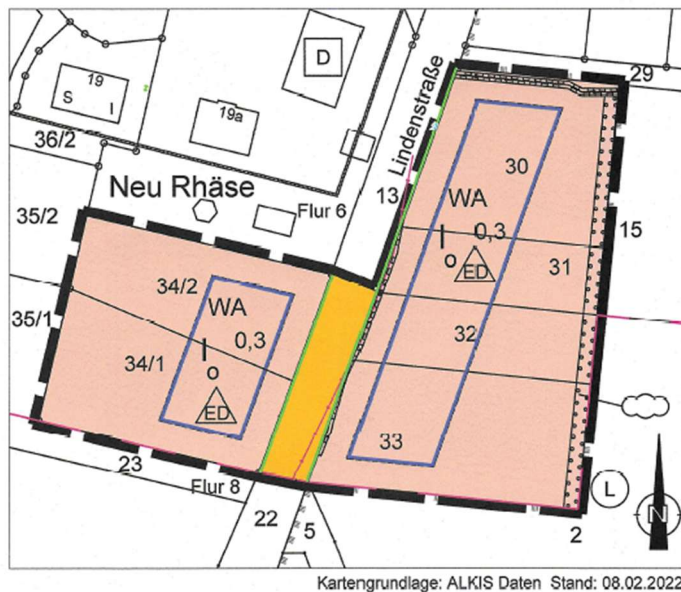 D
29
19
S I
19a
Lindenstraße
36/2
30
Neu Rhäse
13
WA
Flur 6
35/2
I 0,3
15
o ED
31
34/2
WA
35/1
I 0,3
32
34/1
o
ED
33
23
Flur 8
L
22
5
2
N
Kartengrundlage: ALKIS Daten Stand: 08.02.2022